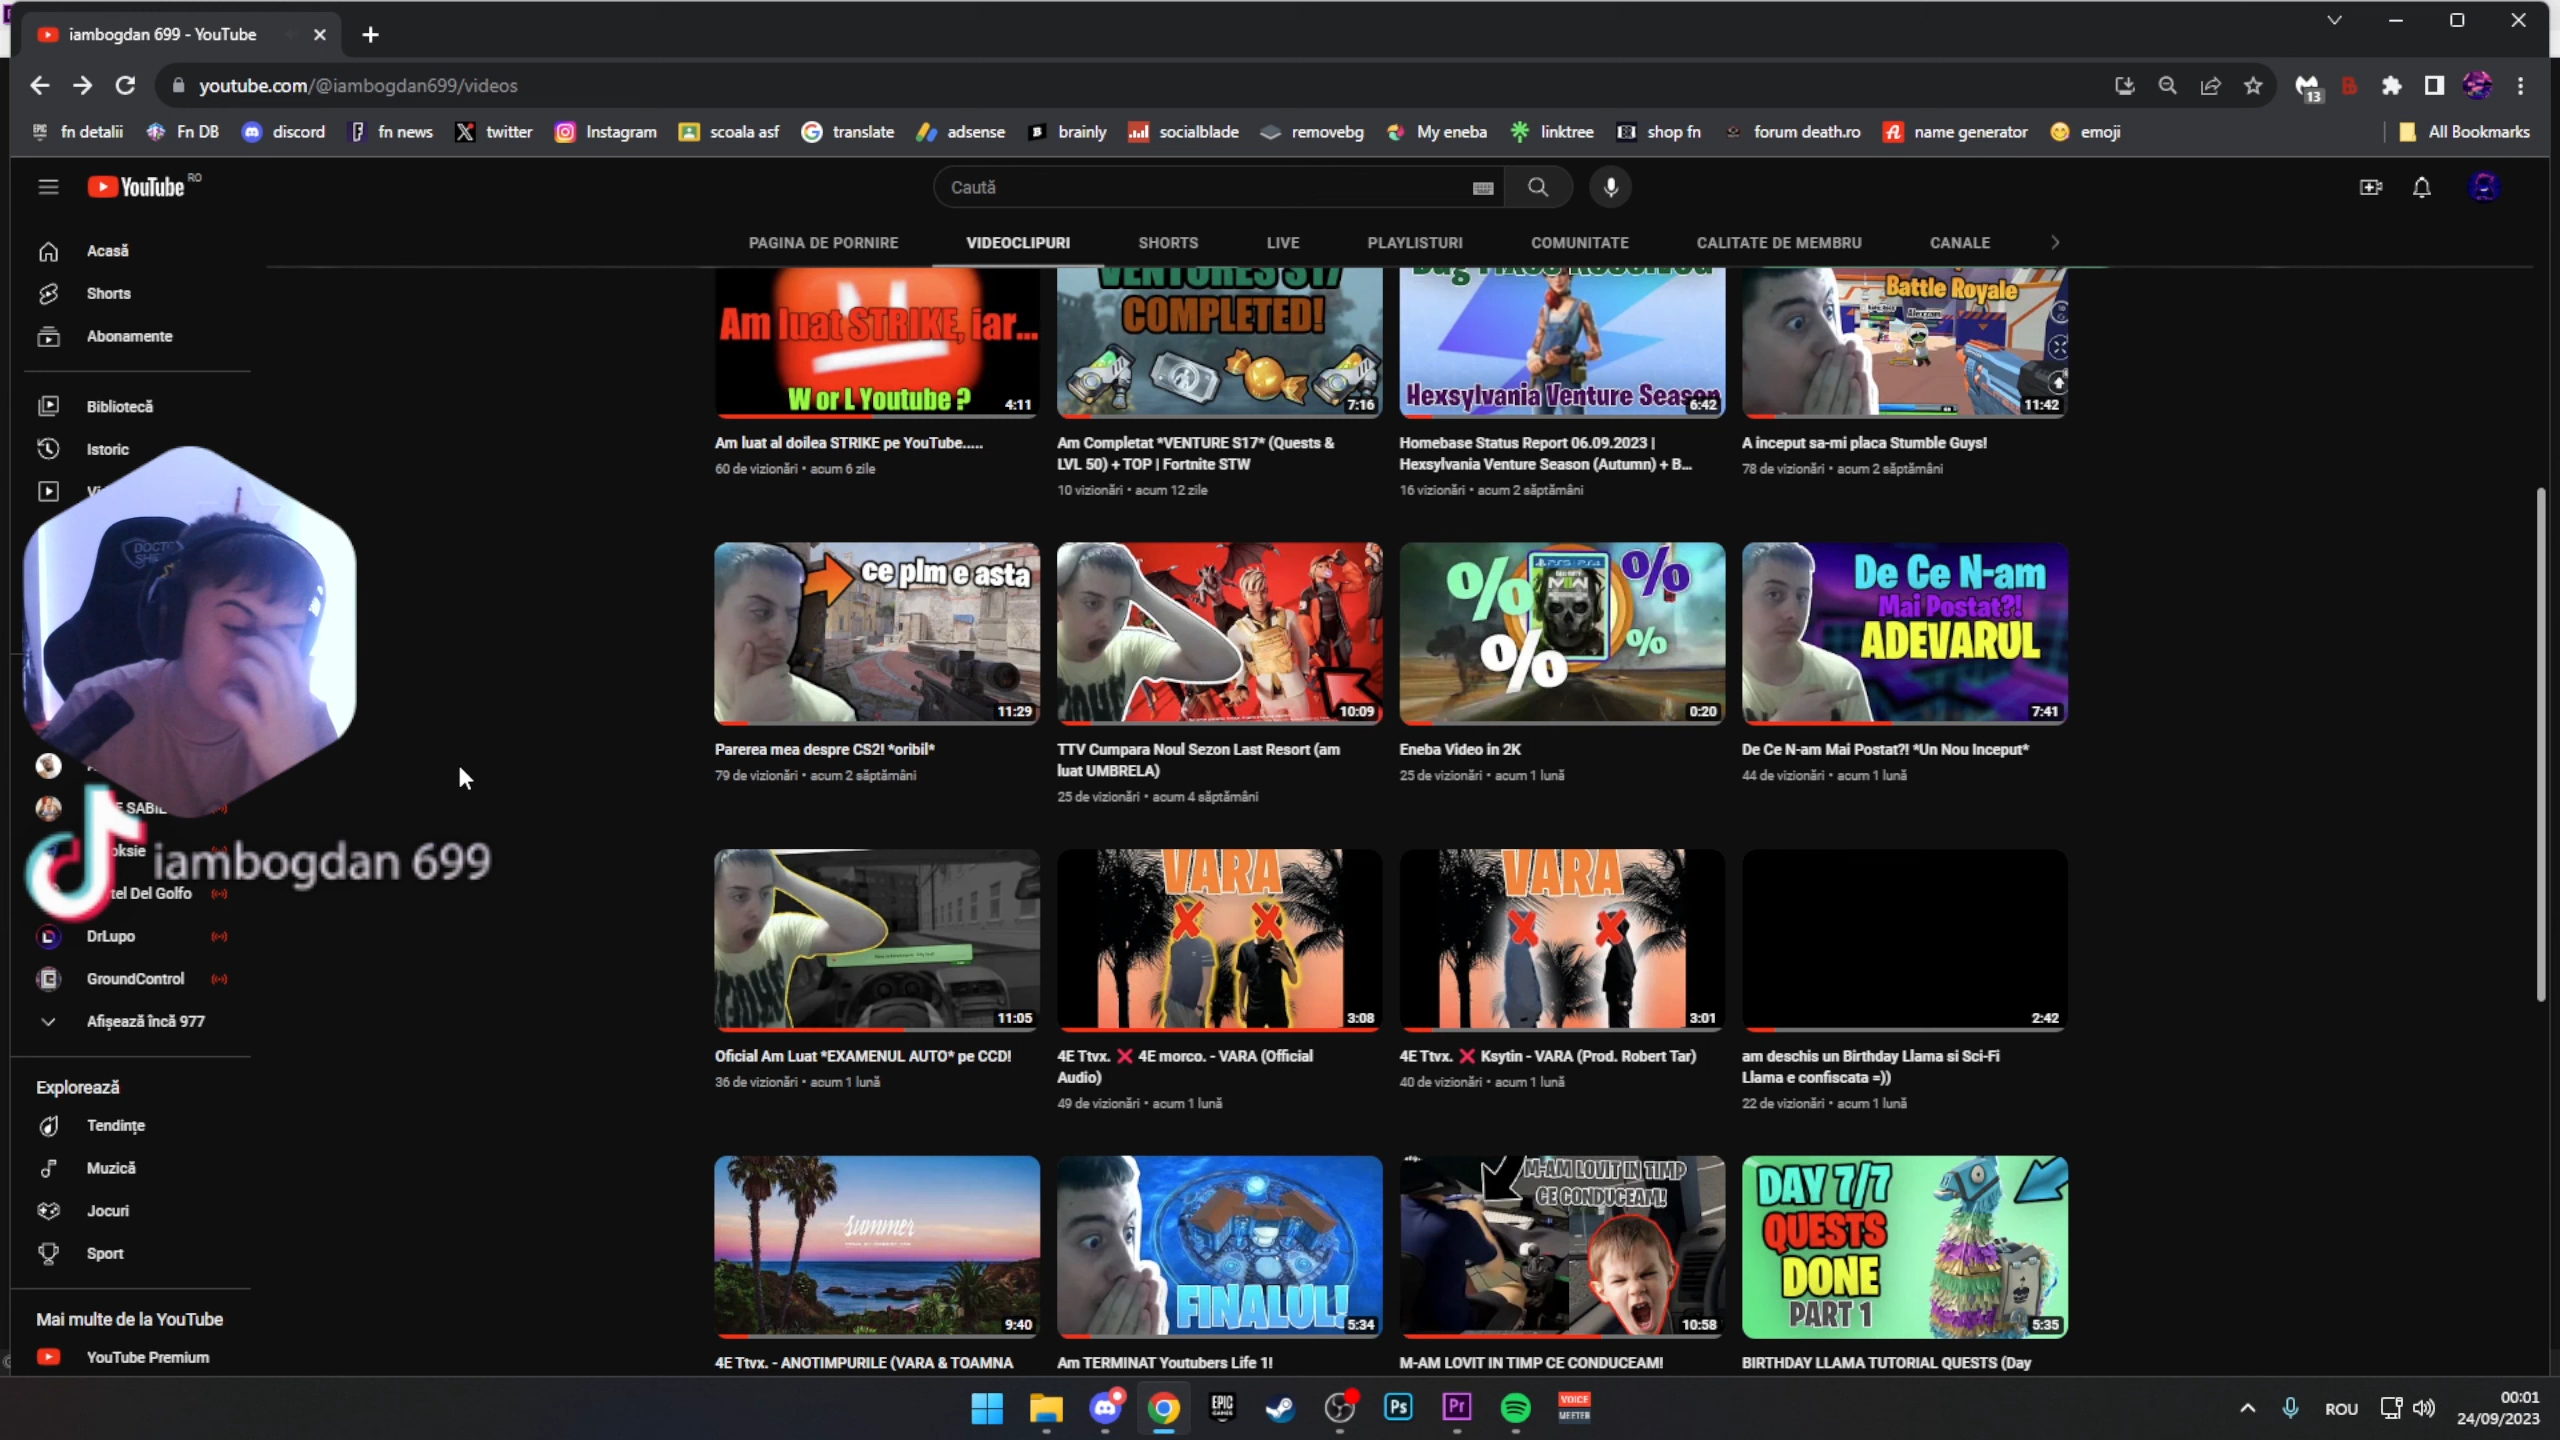 iambogdan 699 - YouTube
youtube.com/@iambogdan699/videos
13
fn detalii
Fn DB
discord
fn news
twitter
Instagram
scoala asf
translate
adsense
brainly
socialblade
removebg
My eneba
linktree
shop fn
forum death.ro
name generator
emoji
All Bookmarks
YouTube RO
Caută
PAGINA DE PORNIRE
VIDEOCLIPURI
SHORTS
LIVE
PLAYLISTURI
COMUNITATE
CALITATE DE MEMBRU
CANALE
Acasă
Shorts
Abonamente
Bibliotecă
Istoric
iambogdan 699
tel Del Golfo
DrLupo
GroundControl
Afișează încă 977
Explorează
Tendințe
Muzică
Jocuri
Sport
Mai multe de la YouTube
YouTube Premium
Am luat STRIKE, iar...
W or L Youtube ?
4:11
Am luat al doilea STRIKE pe YouTube.....
60 de vizionări • acum 6 zile
VENTURES S17
COMPLETED!
7:16
Am Completat *VENTURE S17* (Quests &
LVL 50) + TOP | Fortnite STW
10 vizionări • acum 12 zile
Hexsylvania Venture Season
6:42
Homebase Status Report 06.09.2023 |
Hexsylvania Venture Season (Autumn) + B...
16 vizionări • acum 2 săptămâni
Battle Royale
11:42
A inceput sa-mi placa Stumble Guys!
78 de vizionări • acum 2 săptămâni
ce plm e asta
11:29
Parerea mea despre CS2! *oribil*
79 de vizionări • acum 2 săptămâni
10:09
TTV Cumpara Noul Sezon Last Resort (am
luat UMBRELA)
25 de vizionări • acum 4 săptămâni
% %
% %
0:20
Eneba Video in 2K
25 de vizionări • acum 1 lună
De Ce N-am
Mai Postat?!
ADEVARUL
7:41
De Ce N-am Mai Postat?! *Un Nou Inceput*
44 de vizionări • acum 1 lună
11:05
Oficial Am Luat *EXAMENUL AUTO* pe CCD!
36 de vizionări • acum 1 lună
VARA
3:08
4E Ttvx. ❌ 4E morco. - VARA (Official
Audio)
49 de vizionări • acum 1 lună
VARA
3:01
4E Ttvx. ❌ Ksytin - VARA (Prod. Robert Tar)
40 de vizionări • acum 1 lună
2:42
am deschis un Birthday Llama si Sci-Fi
Llama e confiscata =))
22 de vizionări • acum 1 lună
summer
9:40
4E Ttvx. - ANOTIMPURILE (VARA & TOAMNA
FINALUL!
5:34
Am TERMINAT Youtubers Life 1!
M-AM LOVIT IN TIMP
CE CONDUCEAM!
10:58
M-AM LOVIT IN TIMP CE CONDUCEAM!
DAY 7/7
QUESTS
DONE
PART 1
5:35
BIRTHDAY LLAMA TUTORIAL QUESTS (Day
EPIC
GAMES
Ps
Pr
VOICE
MEETER
ROU
00:01
24/09/2023